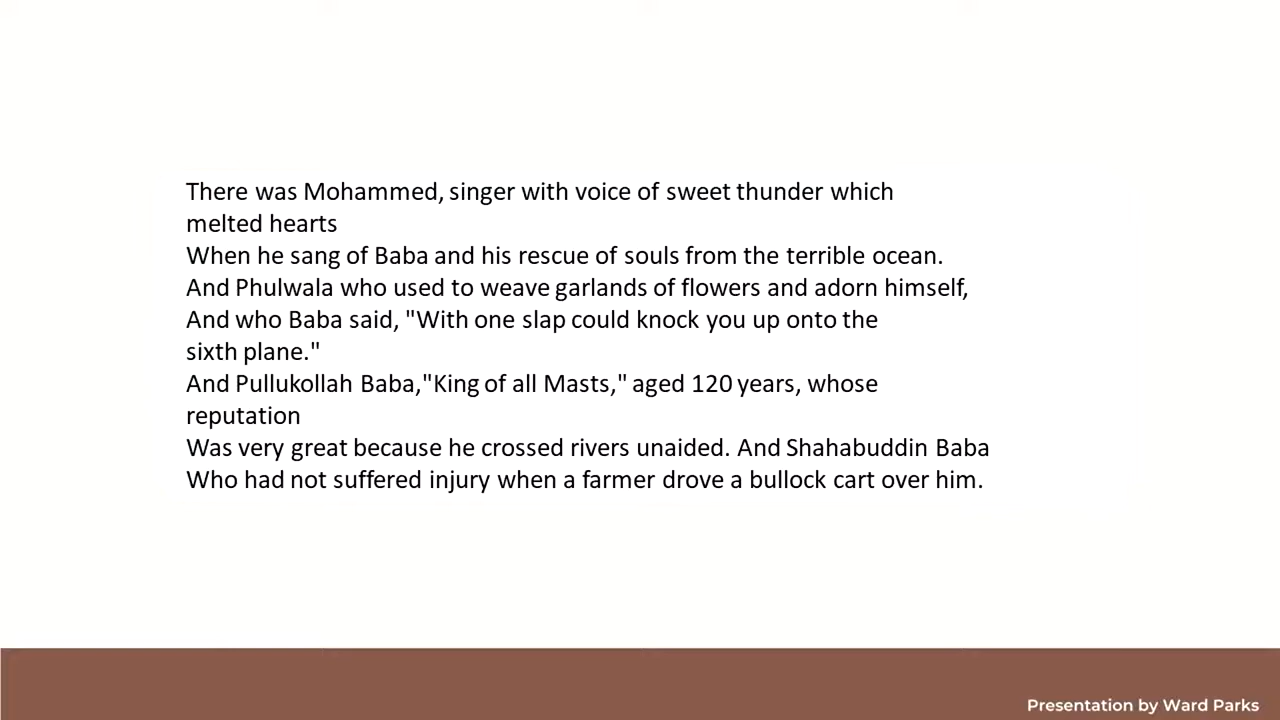 There was Mohammed, singer with voice of sweet thunder which
melted hearts
When he sang of Baba and his rescue of souls from the terrible ocean.
And Phulwala who used to weave garlands of flowers and adorn himself,
And who Baba said, "With one slap could knock you up onto the
sixth plane."
And Pullukollah Baba,"King of all Masts," aged 120 years, whose
reputation
Was very great because he crossed rivers unaided. And Shahabuddin Baba
Who had not suffered injury when a farmer drove a bullock cart over him.
Presentation by Ward Parks